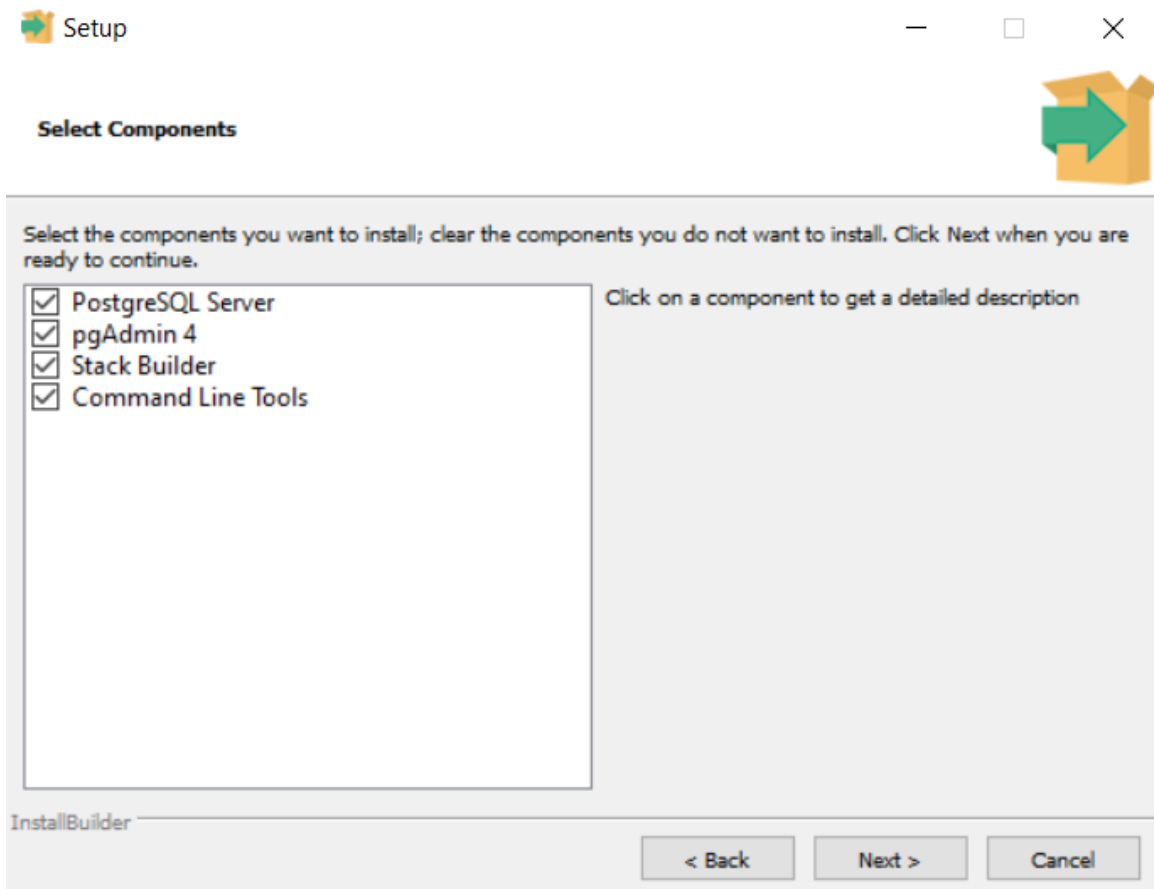 Setup
Select Components
Select the components you want to install; clear the components you do not want to install. Click Next when you are
ready to continue.
PostgreSQL Server
pgAdmin 4
Stack Builder
Command Line Tools
Click on a component to get a detailed description
InstallBuilder
< Back
Next >
Cancel